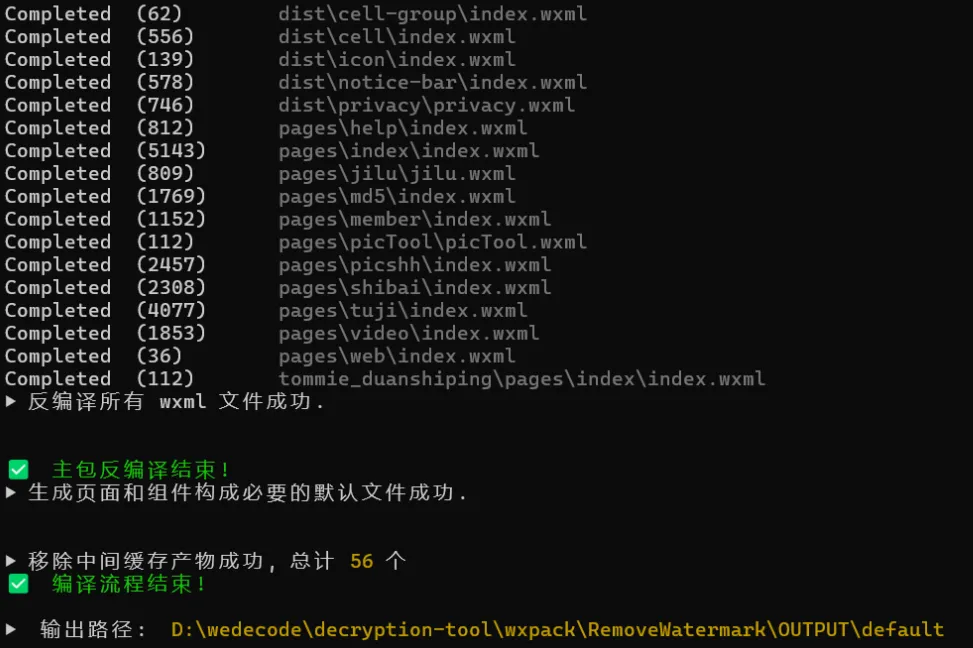 Completed (62) dist\cell-group\index.wxml
Completed (556) dist\cell\index.wxml
Completed (139) dist\icon\index.wxml
Completed (578) dist\notice-bar\index.wxml
Completed (746) dist\privacy\privacy.wxml
Completed (812) pages\help\index.wxml
Completed (5143) pages\index\index.wxml
Completed (809) pages\jilu\jilu.wxml
Completed (1769) pages\md5\index.wxml
Completed (1152) pages\member\index.wxml
Completed (112) pages\picTool\picTool.wxml
Completed (2457) pages\picshh\index.wxml
Completed (2308) pages\shibai\index.wxml
Completed (4077) pages\tuji\index.wxml
Completed (1853) pages\video\index.wxml
Completed (36) pages\web\index.wxml
Completed (112) tommie_duanshiping\pages\index\index.wxml
▶ 反编译所有 wxml 文件成功.
✅ 主包反编译结束!
▶ 生成页面和组件构成必要的默认文件成功.
▶ 移除中间缓存产物成功, 总计 56 个
✅ 编译流程结束!
▶ 输出路径: D:\wedecode\decryption-tool\wxpack\RemoveWatermark\OUTPUT\default